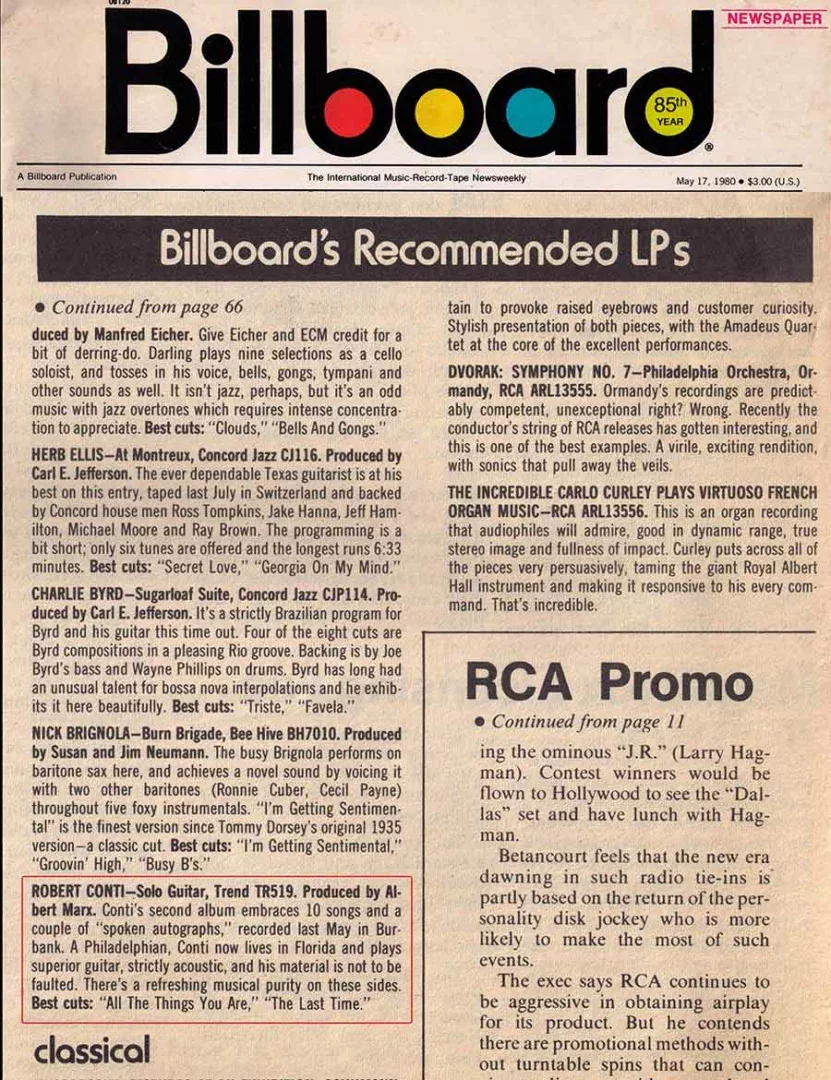 NEWSPAPER
Billboard
85th
YEAR
®
A Billboard Publication
The International Music-Record-Tape Newsweekly
May 17, 1980 ● $3.00 (U.S.)
Billboard's Recommended LPs
● Continued from page 66
duced by Manfred Eicher. Give Eicher and ECM credit for a
bit of derring-do. Darling plays nine selections as a cello
soloist, and tosses in his voice, bells, gongs, tympani and
other sounds as well. It isn't jazz, perhaps, but it's an odd
music with jazz overtones which requires intense concentra-
tion to appreciate. Best cuts: "Clouds," "Bells And Gongs."
HERB ELLIS—At Montreux, Concord Jazz CJ116. Produced by
Carl E. Jefferson. The ever dependable Texas guitarist is at his
best on this entry, taped last July in Switzerland and backed
by Concord house men Ross Tompkins, Jake Hanna, Jeff Ham-
ilton, Michael Moore and Ray Brown. The programming is a
bit short; only six tunes are offered and the longest runs 6:33
minutes. Best cuts: "Secret Love," "Georgia On My Mind."
CHARLIE BYRD—Sugarloaf Suite, Concord Jazz CJP114. Pro-
duced by Carl E. Jefferson. It's a strictly Brazilian program for
Byrd and his guitar this time out. Four of the eight cuts are
Byrd compositions in a pleasing Rio groove. Backing is by Joe
Byrd's bass and Wayne Phillips on drums. Byrd has long had
an unusual talent for bossa nova interpolations and he exhib-
its it here beautifully. Best cuts: "Triste," "Favela."
NICK BRIGNOLA—Burn Brigade, Bee Hive BH7010. Produced
by Susan and Jim Neumann. The busy Brignola performs on
baritone sax here, and achieves a novel sound by voicing it
with two other baritones (Ronnie Cuber, Cecil Payne)
throughout five foxy instrumentals. "I'm Getting Sentimen-
tal" is the finest version since Tommy Dorsey's original 1935
version—a classic cut. Best cuts: "I'm Getting Sentimental,"
"Groovin' High," "Busy B's."
ROBERT CONTI—Solo Guitar, Trend TR519. Produced by Al-
bert Marx. Conti's second album embraces 10 songs and a
couple of "spoken autographs," recorded last May in Bur-
bank. A Philadelphian, Conti now lives in Florida and plays
superior guitar, strictly acoustic, and his material is not to be
faulted. There's a refreshing musical purity on these sides.
Best cuts: "All The Things You Are," "The Last Time."
classical
tain to provoke raised eyebrows and customer curiosity.
Stylish presentation of both pieces, with the Amadeus Quar-
tet at the core of the excellent performances.
DVORAK: SYMPHONY NO. 7—Philadelphia Orchestra, Or-
mandy, RCA ARL13555. Ormandy's recordings are predict-
ably competent, unexceptional right? Wrong. Recently the
conductor's string of RCA releases has gotten interesting, and
this is one of the best examples. A virile, exciting rendition,
with sonics that pull away the veils.
THE INCREDIBLE CARLO CURLEY PLAYS VIRTUOSO FRENCH
ORGAN MUSIC—RCA ARL13556. This is an organ recording
that audiophiles will admire, good in dynamic range, true
stereo image and fullness of impact. Curley puts across all of
the pieces very persuasively, taming the giant Royal Albert
Hall instrument and making it responsive to his every com-
mand. That's incredible.
RCA Promo
● Continued from page 11
ing the ominous "J.R." (Larry Hag-
man). Contest winners would be
flown to Hollywood to see the "Dal-
las" set and have lunch with Hag-
man.
Betancourt feels that the new era
dawning in such radio tie-ins is
partly based on the return of the per-
sonality disk jockey who is more
likely to make the most of such
events.
The exec says RCA continues to
be aggressive in obtaining airplay
for its product. But he contends
there are promotional methods with-
out turntable spins that can con-